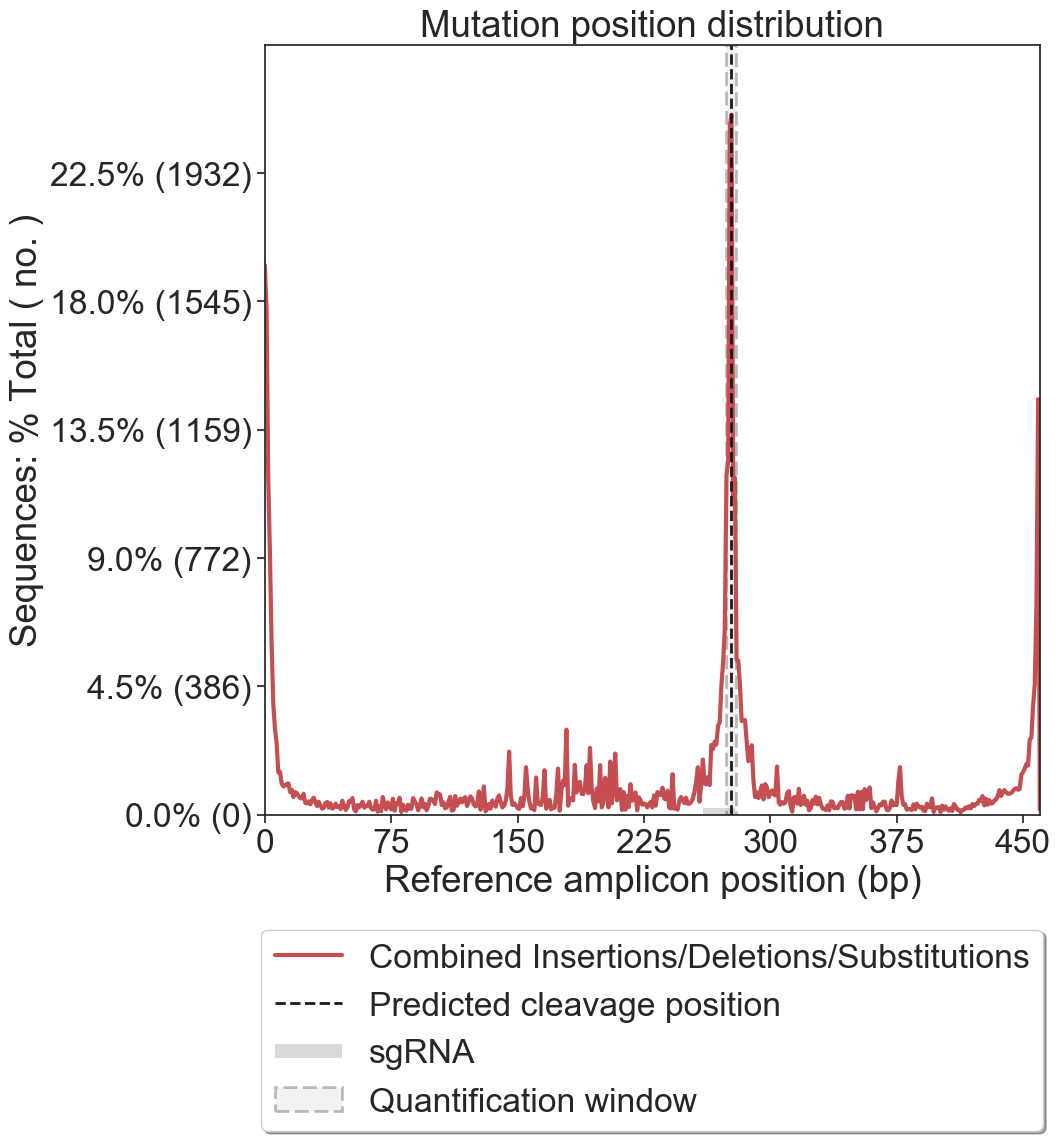 Mutation position distribution
Sequences: % Total ( no. )
22.5% (1932)
18.0% (1545)
13.5% (1159)
9.0% (772)
4.5% (386)
0.0% (0)
0 75 150 225 300 375 450
Reference amplicon position (bp)
Combined Insertions/Deletions/Substitutions
Predicted cleavage position
sgRNA
Quantification window